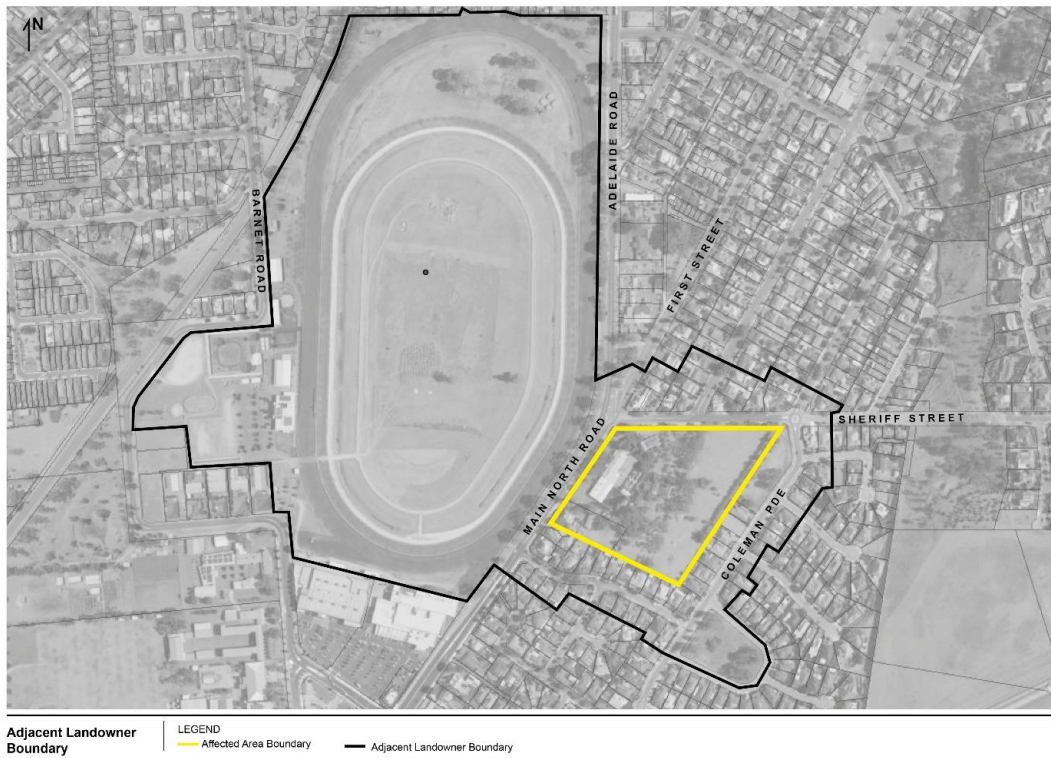 N
ADELAIDE ROAD
BARNET ROAD
FIRST STREET
SHERIFF STREET
MAIN NORTH ROAD
COLEMAN PDE
Adjacent Landowner
Boundary
LEGEND
Affected Area Boundary
Adjacent Landowner Boundary